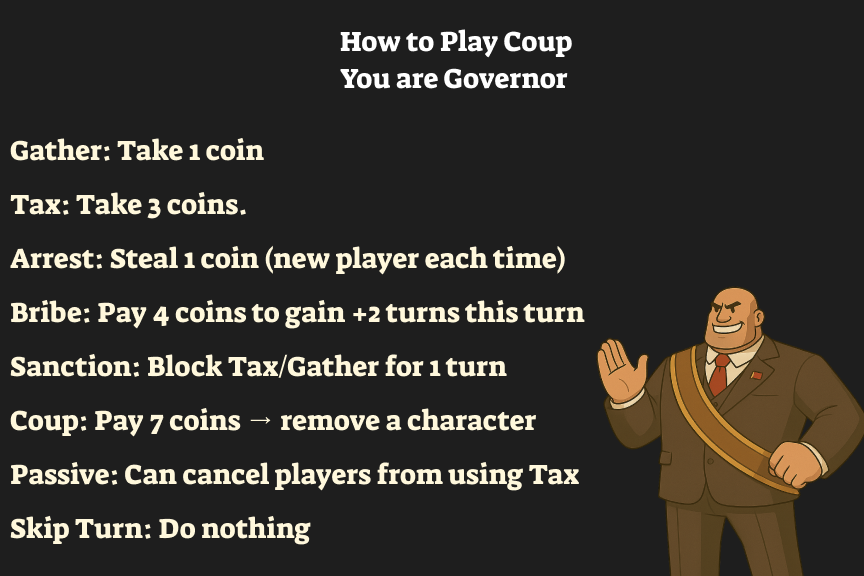 How to Play Coup
You are Governor
Gather: Take 1 coin
Tax: Take 3 coins.
Arrest: Steal 1 coin (new player each time)
Bribe: Pay 4 coins to gain +2 turns this turn
Sanction: Block Tax/Gather for 1 turn
Coup: Pay 7 coins → remove a character
Passive: Can cancel players from using Tax
Skip Turn: Do nothing